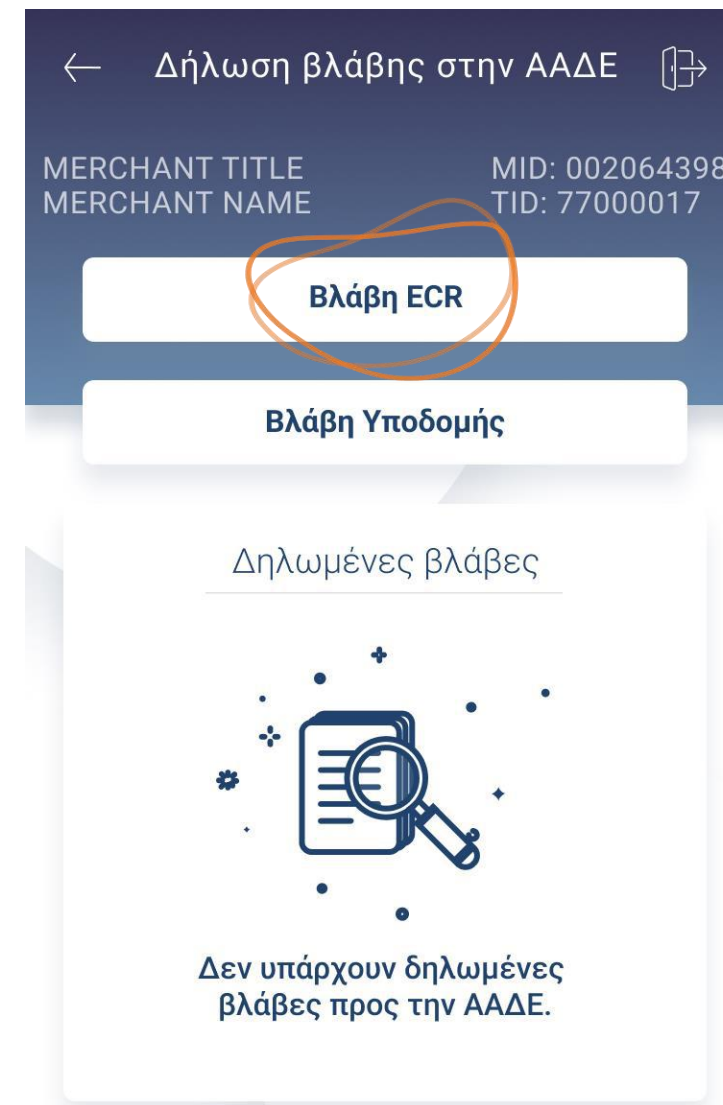 Δήλωση βλάβης στην ΑΑΔΕ
MERCHANT TITLE MID: 002064398
MERCHANT NAME TID: 77000017
Βλάβη ECR
Βλάβη Υποδομής
Δηλωμένες βλάβες
Δεν υπάρχουν δηλωμένες
βλάβες προς την ΑΑΔΕ.